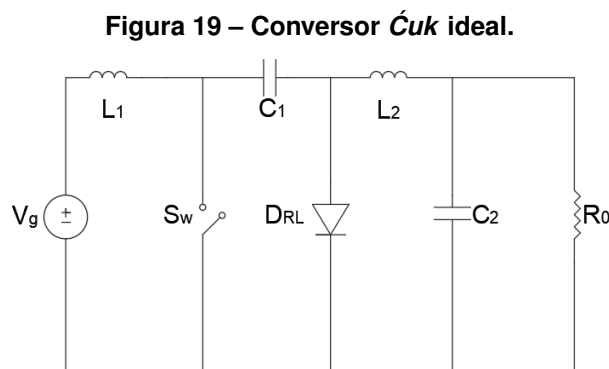 Figura 19 – Conversor Ćuk ideal.
L1
C1
L2
Vg
Sw
DRL
C2
R0